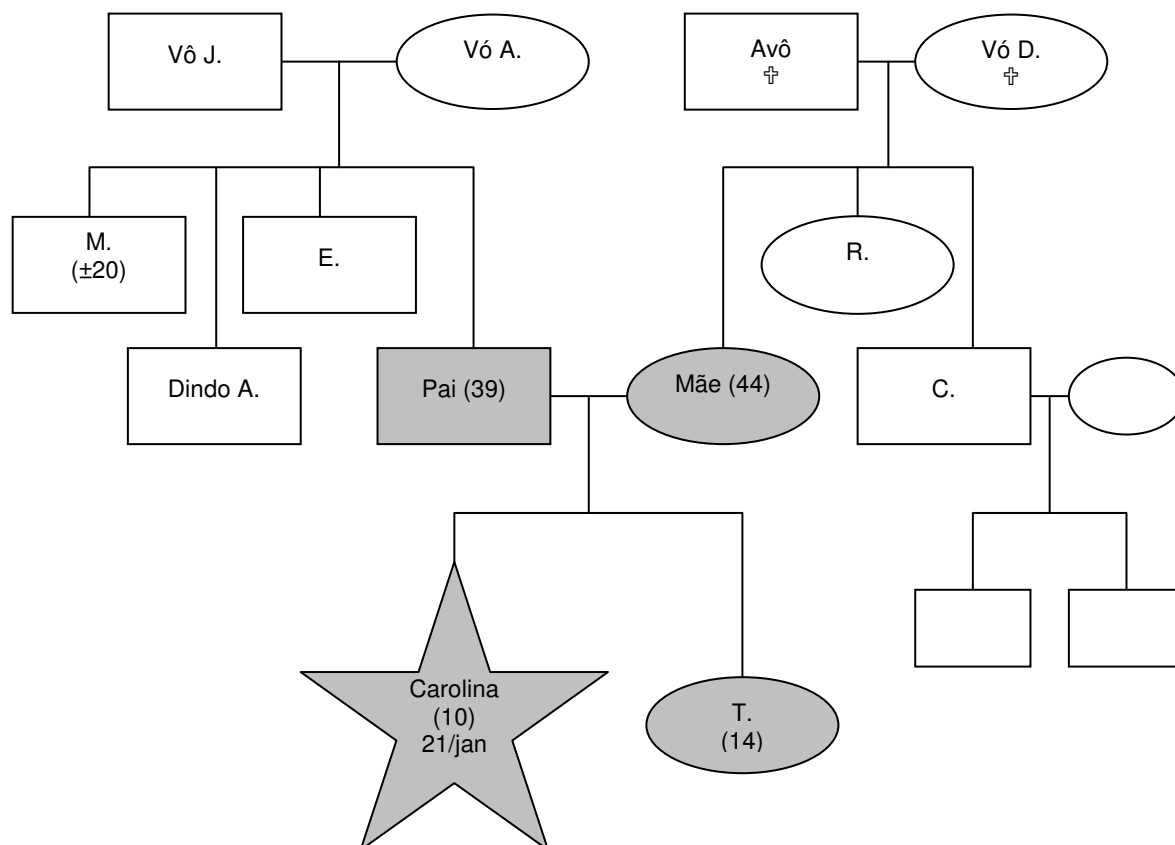 Vô J.
Vó A.
Avô
✞
Vó D.
✞
M.
(±20)
E.
R.
Dindo A.
Pai (39)
Mãe (44)
C.
Carolina
(10)
21/jan
T.
(14)